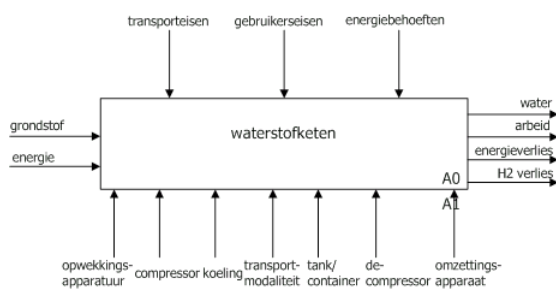 transporteisen gebruikerseisen energiebehoeften
water
grondstof waterstofketen arbeid
energie energieverlies
A0 H2 verlies
A1
opwekkings- compressor koeling transport- tank/ de- omzettings-
apparatuur modaliteit container compressor apparaat